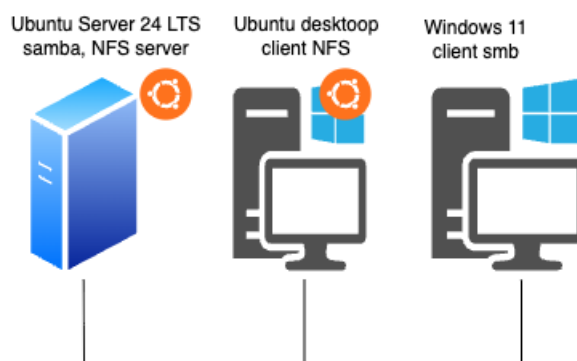 Ubuntu Server 24 LTS
samba, NFS server
Ubuntu desktoop
client NFS
Windows 11
client smb